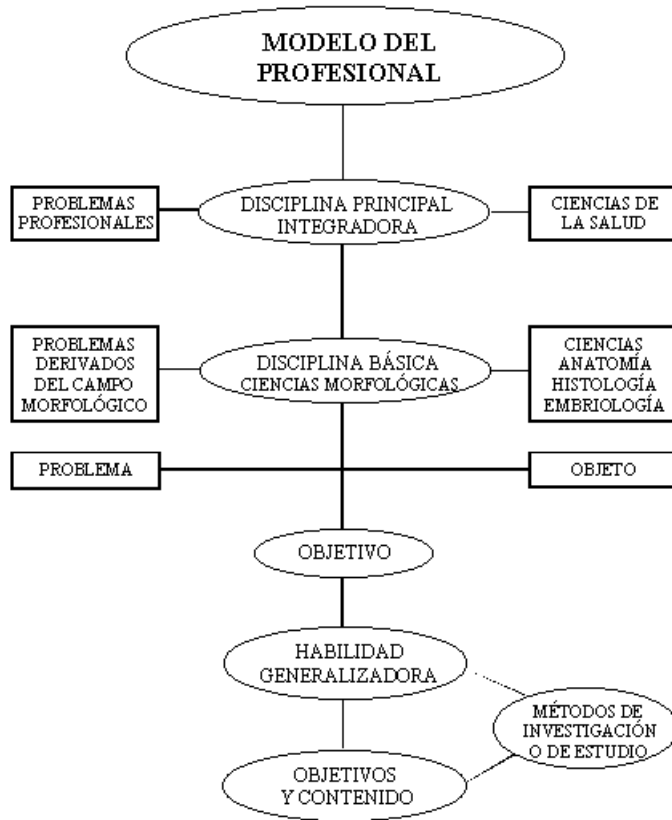 MODELO DEL
PROFESIONAL
PROBLEMAS
PROFESIONALES
DISCIPLINA PRINCIPAL
INTEGRADORA
CIENCIAS DE
LA SALUD
PROBLEMAS
DERIVADOS
DEL CAMPO
MORFOLÓGICO
DISCIPLINA BÁSICA
CIENCIAS MORFOLÓGICAS
CIENCIAS
ANATOMÍA
HISTOLOGÍA
EMBRIOLOGÍA
PROBLEMA
OBJETO
OBJETIVO
HABILIDAD
GENERALIZADORA
MÉTODOS DE
INVESTIGACIÓN
O DE ESTUDIO
OBJETIVOS
Y CONTENIDO